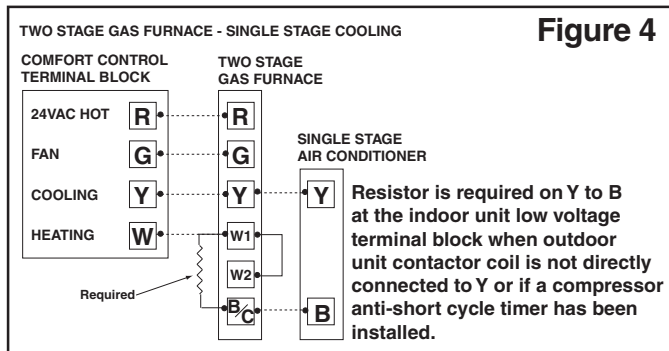 TWO STAGE GAS FURNACE - SINGLE STAGE COOLING
Figure 4
COMFORT CONTROL
TERMINAL BLOCK
TWO STAGE
GAS FURNACE
24VAC HOT R R
FAN G G
SINGLE STAGE
AIR CONDITIONER
COOLING Y Y Y
HEATING W W1
W2
Required
B/C B
Resistor is required on Y to B
at the indoor unit low voltage
terminal block when outdoor
unit contactor coil is not directly
connected to Y or if a compressor
anti-short cycle timer has been
installed.